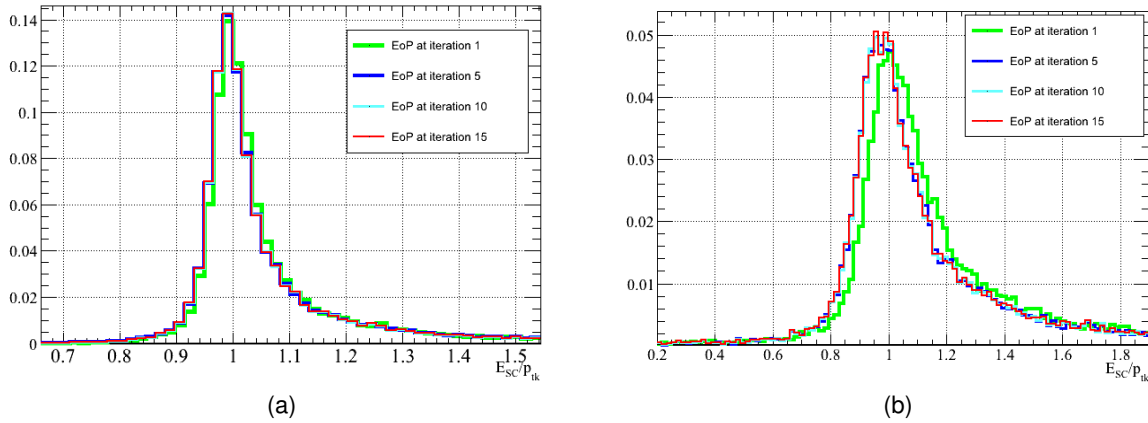 0.14
0.12
0.1
0.08
0.06
0.04
0.02
0
0.7 0.8 0.9 1 1.1 1.2 1.3 1.4 1.5
E_SC/p_tk
EoP at iteration 1
EoP at iteration 5
EoP at iteration 10
EoP at iteration 15
(a)
0.05
0.04
0.03
0.02
0.01
0.2 0.4 0.6 0.8 1.0 1.2 1.4 1.6 1.8
E_SC/p_tk
EoP at iteration 1
EoP at iteration 5
EoP at iteration 10
EoP at iteration 15
(b)